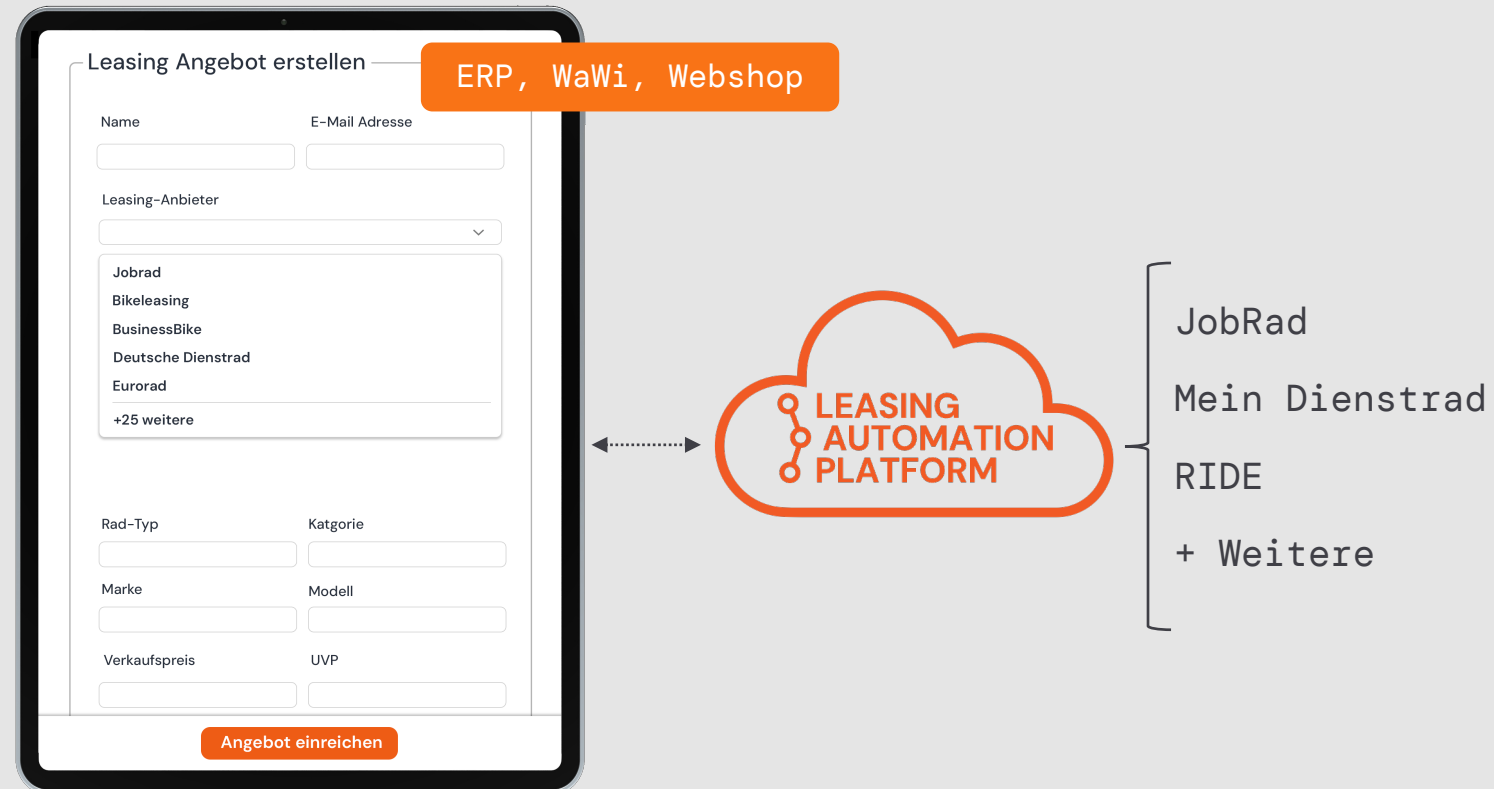 Leasing Angebot erstellen
ERP, WaWi, Webshop
Name
E-Mail Adresse
Leasing-Anbieter
Jobrad
Bikeleasing
BusinessBike
Deutsche Dienstrad
Eurorad
+25 weitere
Rad-Typ
Katgorie
Marke
Modell
Verkaufspreis
UVP
Angebot einreichen
LEASING
AUTOMATION
PLATFORM
JobRad
Mein Dienstrad
RIDE
+ Weitere